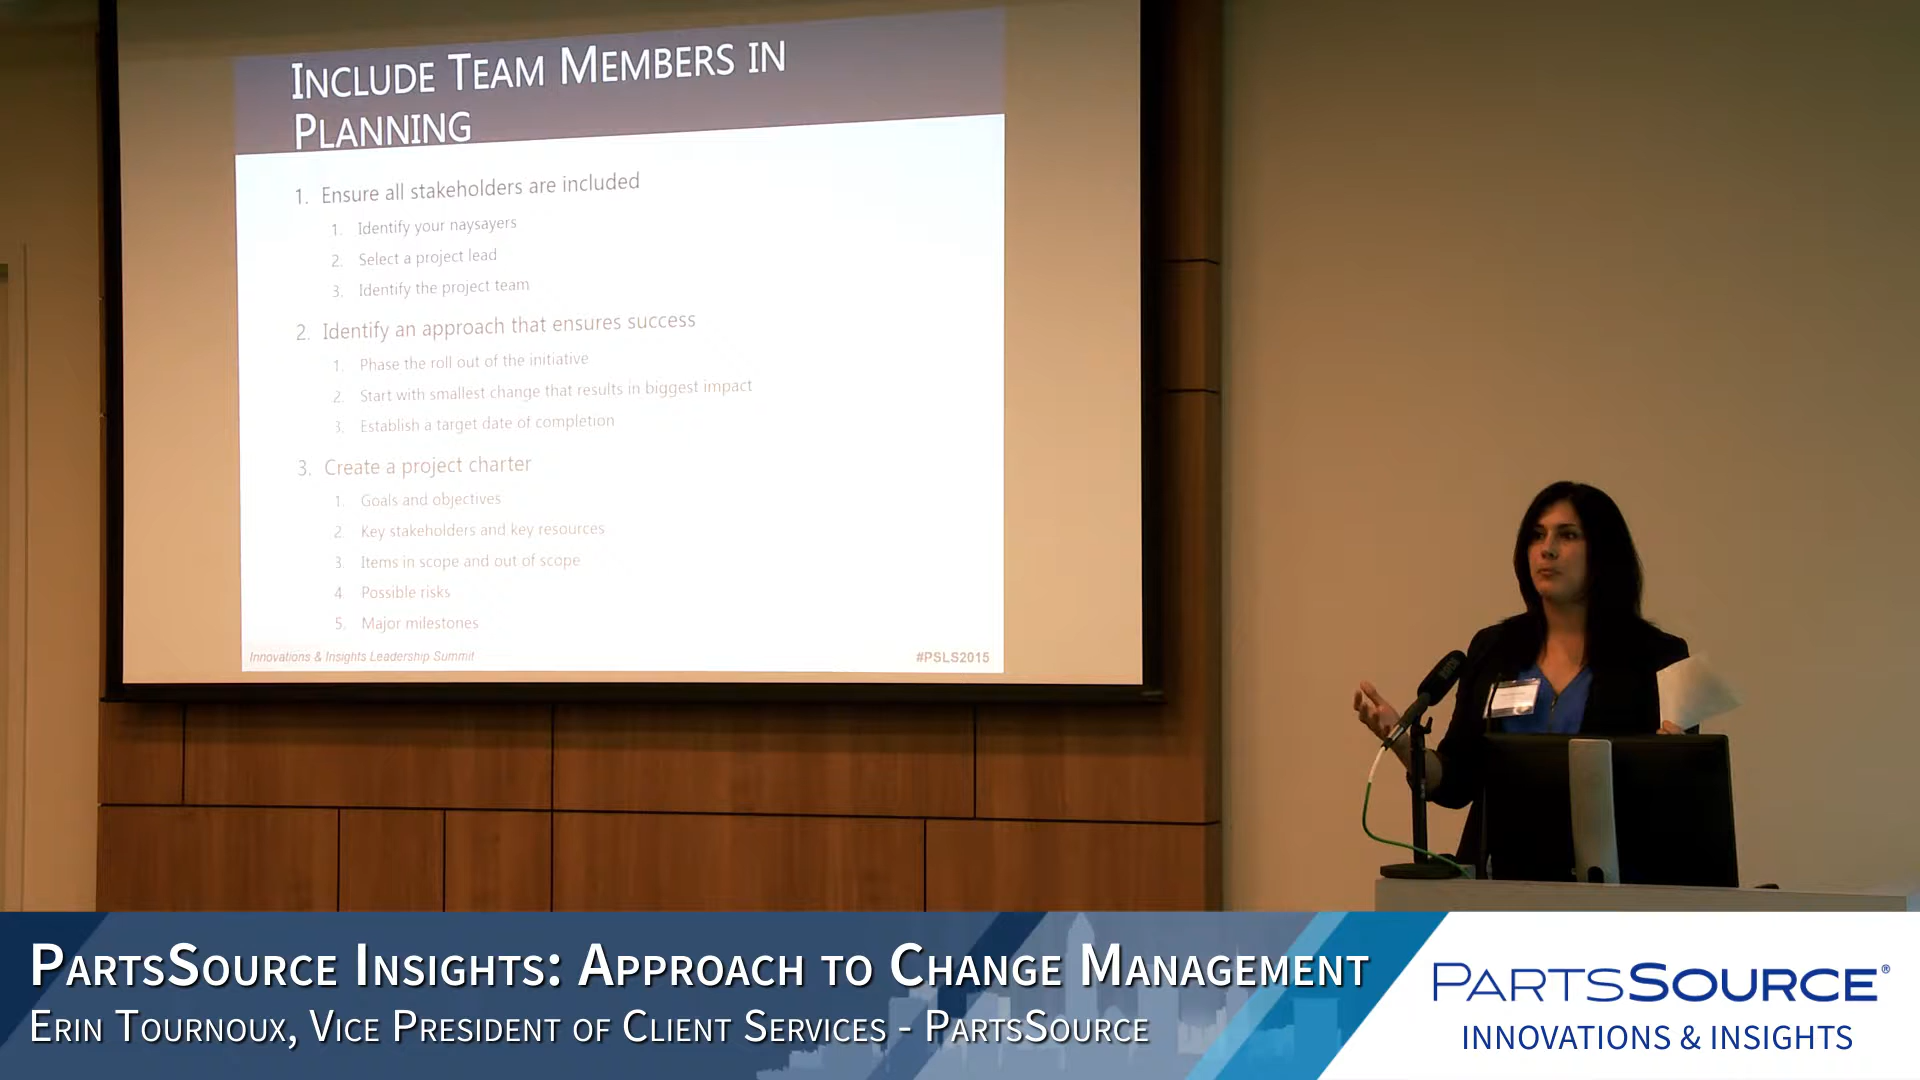 INCLUDE TEAM MEMBERS IN
PLANNING
1. Ensure all stakeholders are included
1. Identify your naysayers
2. Select a project lead
3. Identify the project team
2. Identify an approach that ensures success
1. Phase the roll out of the initiative
2. Start with smallest change that results in biggest impact
3. Establish a target date of completion
3. Create a project charter
1. Goals and objectives
2. Key stakeholders and key resources
3. Items in scope and out of scope
4. Possible risks
5. Major milestones
Innovations & Insights Leadership Summit
#PSLS2015
PARTSSOURCE INSIGHTS: APPROACH TO CHANGE MANAGEMENT
ERIN TOURNOUX, VICE PRESIDENT OF CLIENT SERVICES - PARTSSOURCE
PARTSSOURCE®
INNOVATIONS & INSIGHTS